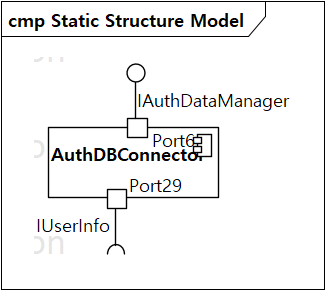 cmp Static Structure Model
IAuthDataManager
Port6
AuthDBConnector
Port29
IUserInfo